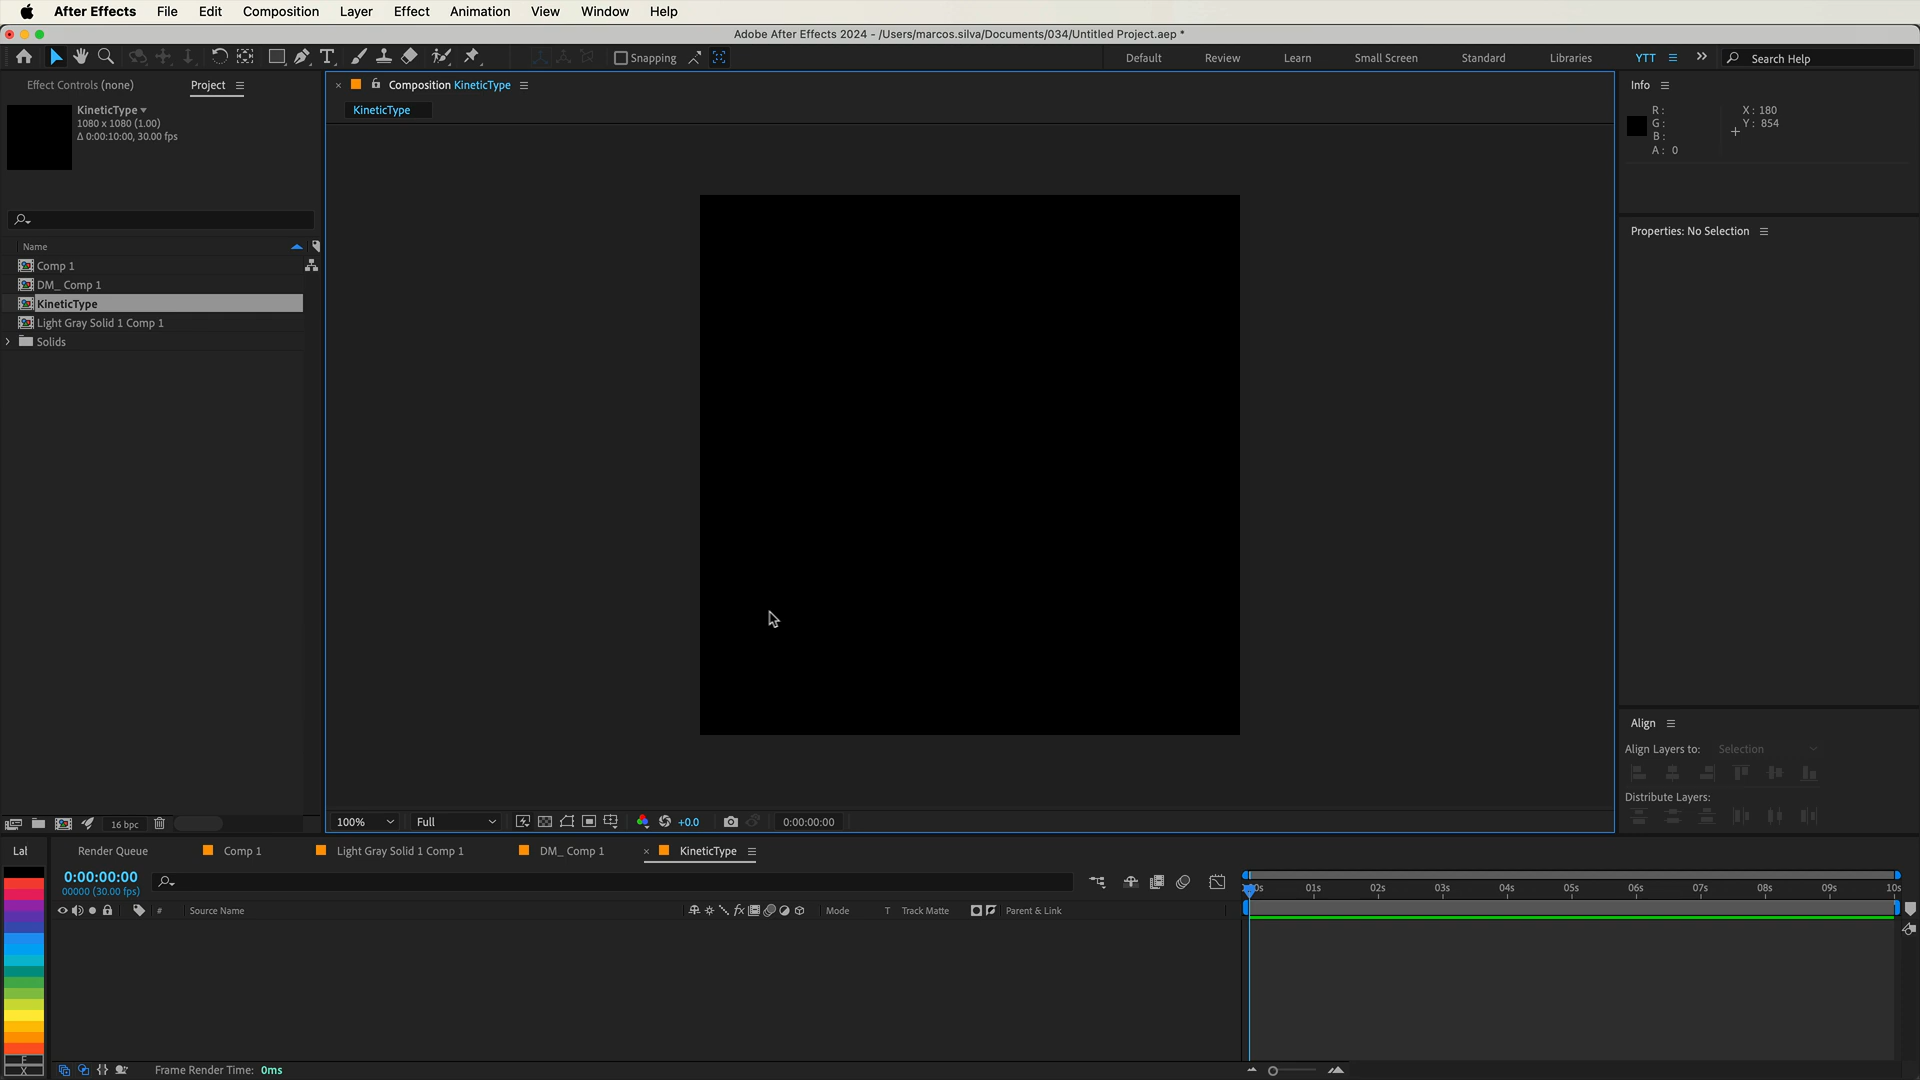 After Effects File Edit Composition Layer Effect Animation View Window Help
Adobe After Effects 2024 - /Users/marcos.silva/Documents/034/Untitled Project.aep *
Snapping Default Review Learn Small Screen Standard Libraries YTT Search Help
Effect Controls (none) Project
KineticType
1080 x 1080 (1.00)
Δ 0:00:10:00, 30.00 fps
Name
Comp 1
DM_ Comp 1
KineticType
Light Gray Solid 1 Comp 1
Solids
16 bpc
Composition KineticType
KineticType
100% Full +0.0 0:00:00:00
Info
R:
G:
B:
A: 0
X: 180
Y: 854
Properties: No Selection
Align
Align Layers to: Selection
Distribute Layers:
Lal Render Queue Comp 1 Light Gray Solid 1 Comp 1 DM_ Comp 1 KineticType
0:00:00:00
00000 (30.00 fps)
# Source Name Mode T Track Matte Parent & Link
01s 02s 03s 04s 05s 06s 07s 08s 09s 10s
F
X
Frame Render Time: 0ms